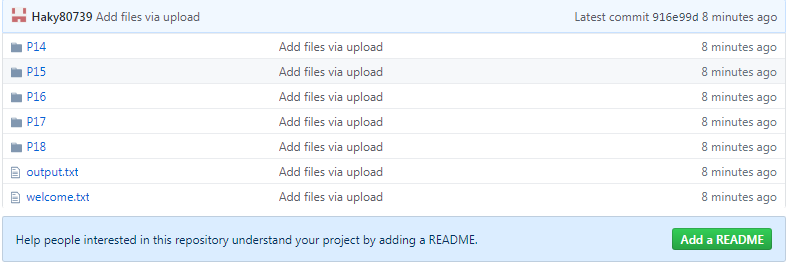 Haky80739 Add files via upload Latest commit 916e99d 8 minutes ago
P14 Add files via upload 8 minutes ago
P15 Add files via upload 8 minutes ago
P16 Add files via upload 8 minutes ago
P17 Add files via upload 8 minutes ago
P18 Add files via upload 8 minutes ago
output.txt Add files via upload 8 minutes ago
welcome.txt Add files via upload 8 minutes ago
Help people interested in this repository understand your project by adding a README. Add a README